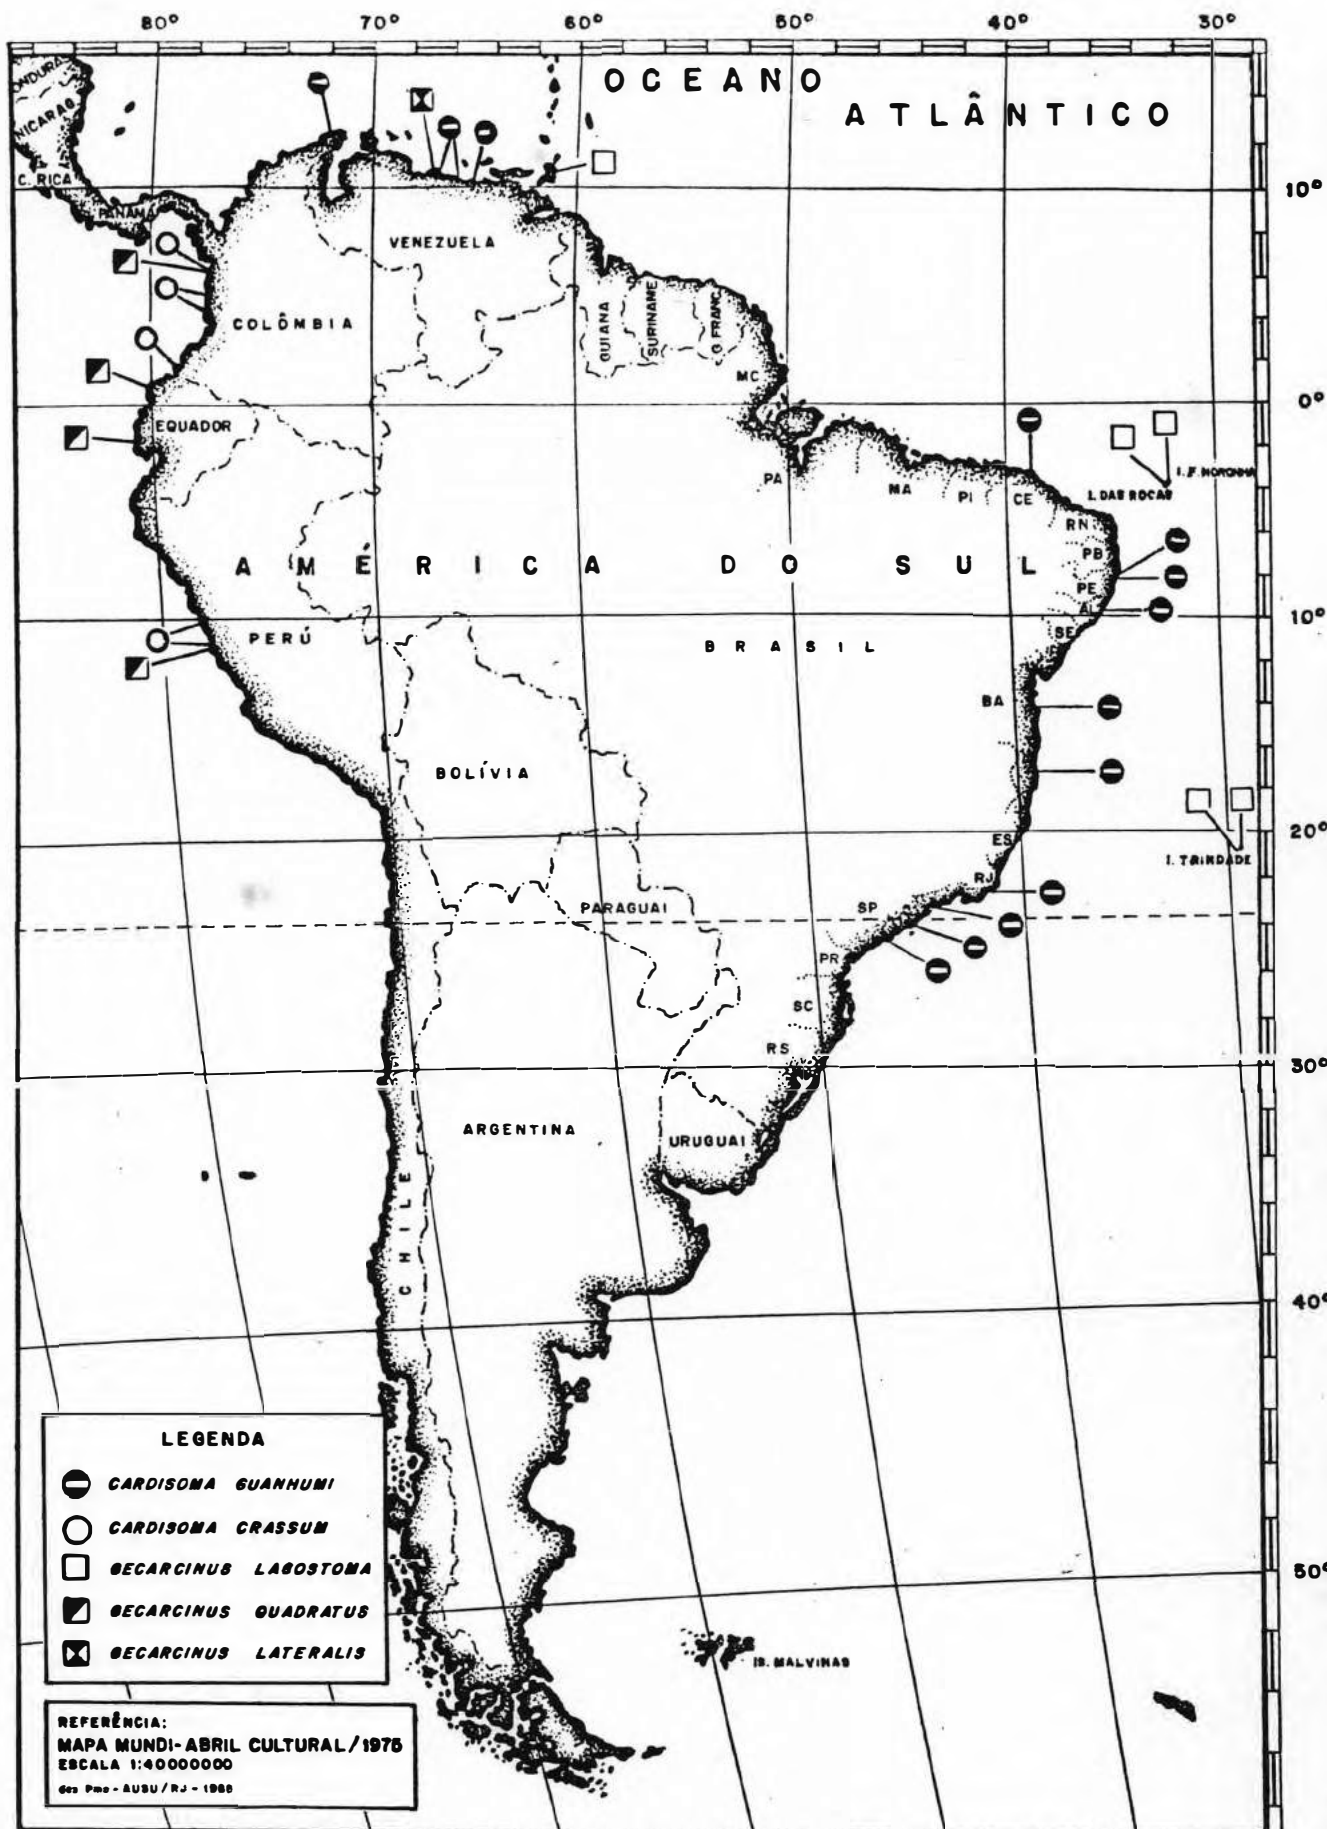 80° 70° 60° 50° 40° 30°
OCEANO
ATLÂNTICO
ONDURA
NICARAG
C. RICA
PANAMÁ
10°
VENEZUELA
COLÔMBIA
GUIANA
SURINAME
G. FRANC.
MC
0°
EQUADOR
I. F. NORONHA
I. DAS ROCAS
PA
MA
PI
CE
RN
PB
PE
AL
SE
AMÉRICA DO SUL
10°
PERÚ
BRASIL
BA
BOLÍVIA
20°
ES
I. TRINDADE
RJ
SP
PARAGUAI
PR
SC
RS
30°
ARGENTINA
URUGUAI
CHILE
40°
LEGENDA
CARDISOMA GUANHUMI
CARDISOMA CRASSUM
GECARCINUS LAGOSTOMA
GECARCINUS QUADRATUS
GECARCINUS LATERALIS
50°
IS. MALVINAS
REFERÊNCIA:
MAPA MUNDI-ABRIL CULTURAL/1975
ESCALA 1:40000000